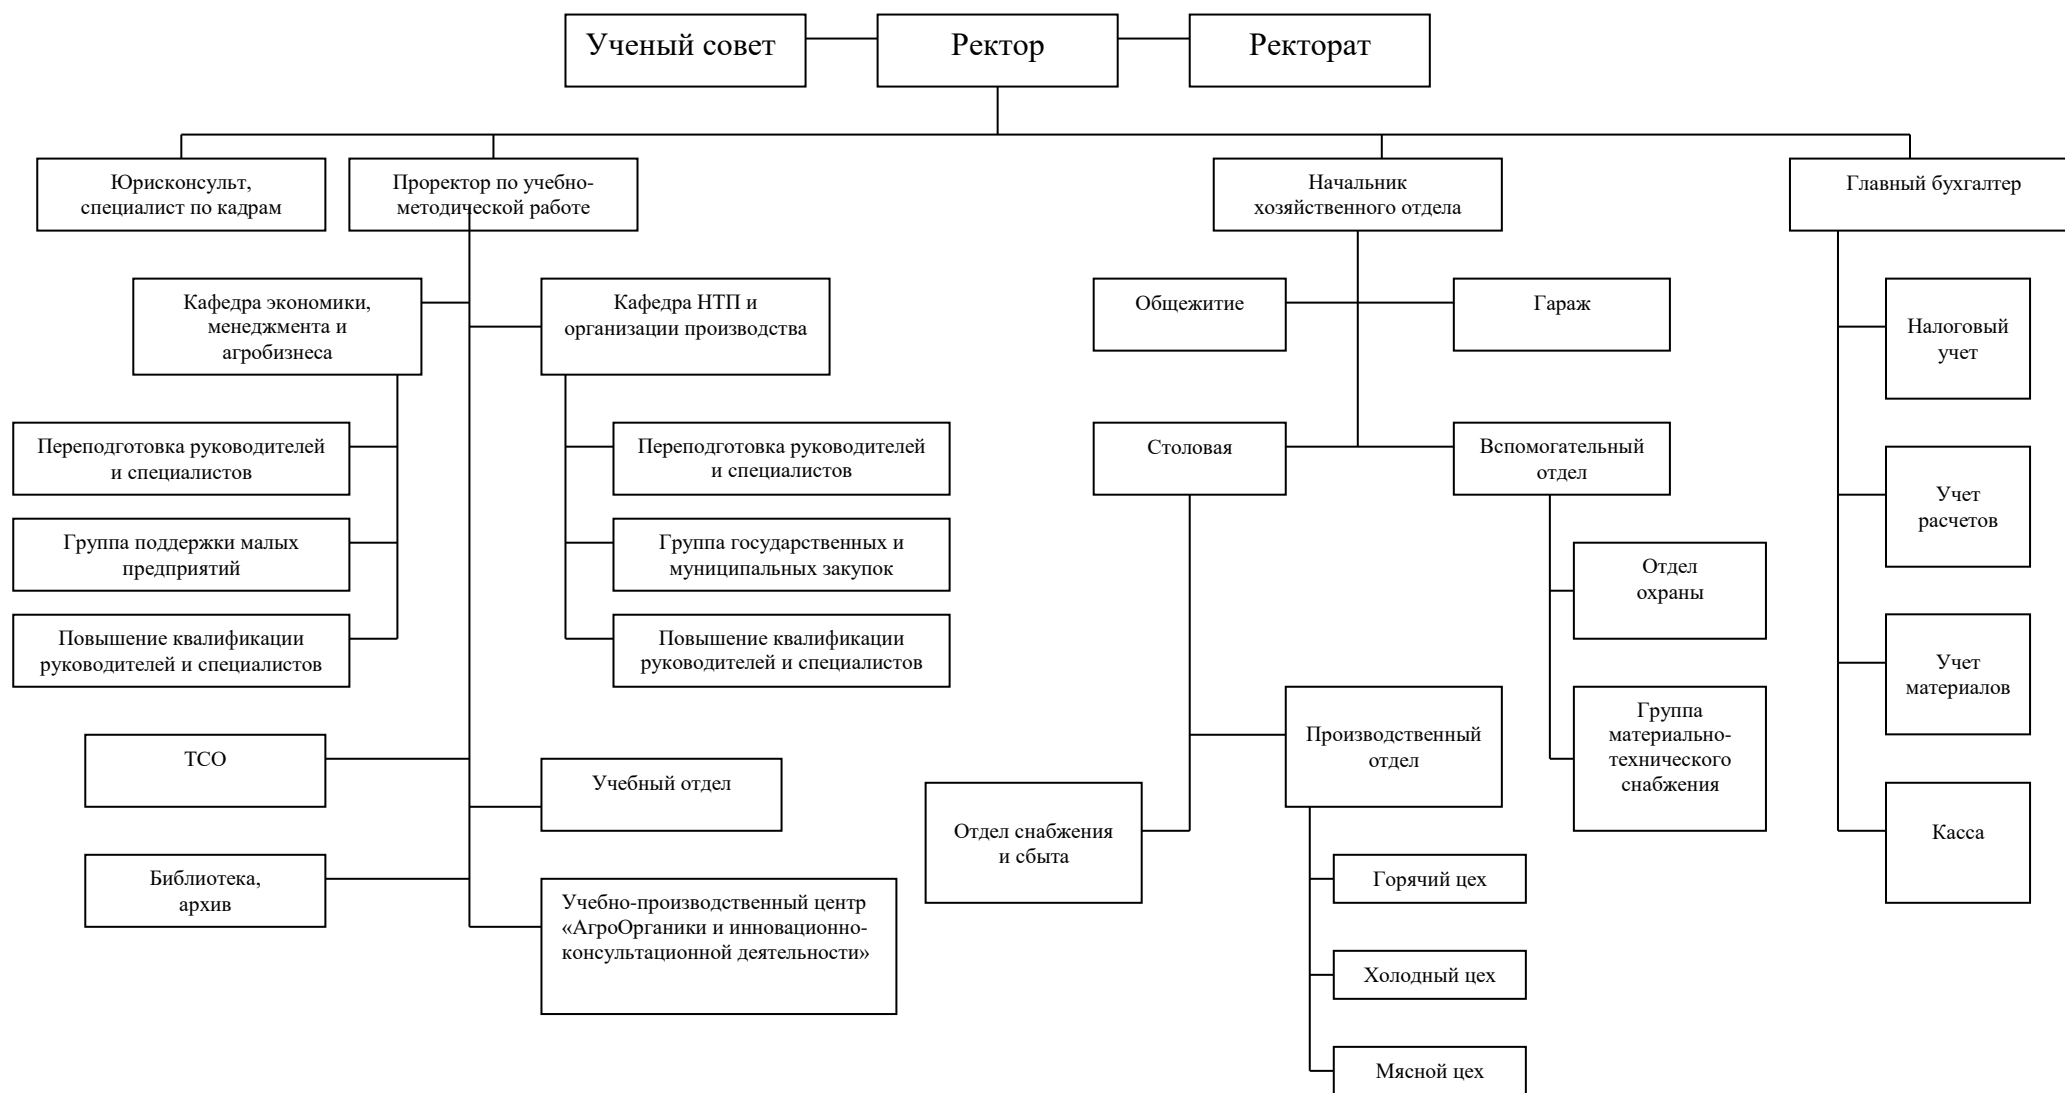 Ученый совет
Ректор
Ректорат
Юрисконсульт,
специалист по кадрам
Проректор по учебно-
методической работе
Начальник
хозяйственного отдела
Главный бухгалтер
Кафедра экономики,
менеджмента и
агробизнеса
Кафедра НТП и
организации производства
Общежитие
Гараж
Налоговый
учет
Переподготовка руководителей
и специалистов
Переподготовка руководителей
и специалистов
Столовая
Вспомогательный
отдел
Учет
расчетов
Группа поддержки малых
предприятий
Группа государственных и
муниципальных закупок
Отдел
охраны
Повышение квалификации
руководителей и специалистов
Повышение квалификации
руководителей и специалистов
Учет
материалов
Производственный
отдел
Группа
материально-
технического
снабжения
ТСО
Учебный отдел
Отдел снабжения
и сбыта
Касса
Библиотека,
архив
Учебно-производственный центр
«АгроОрганики и инновационно-
консультационной деятельности»
Горячий цех
Холодный цех
Мясной цех